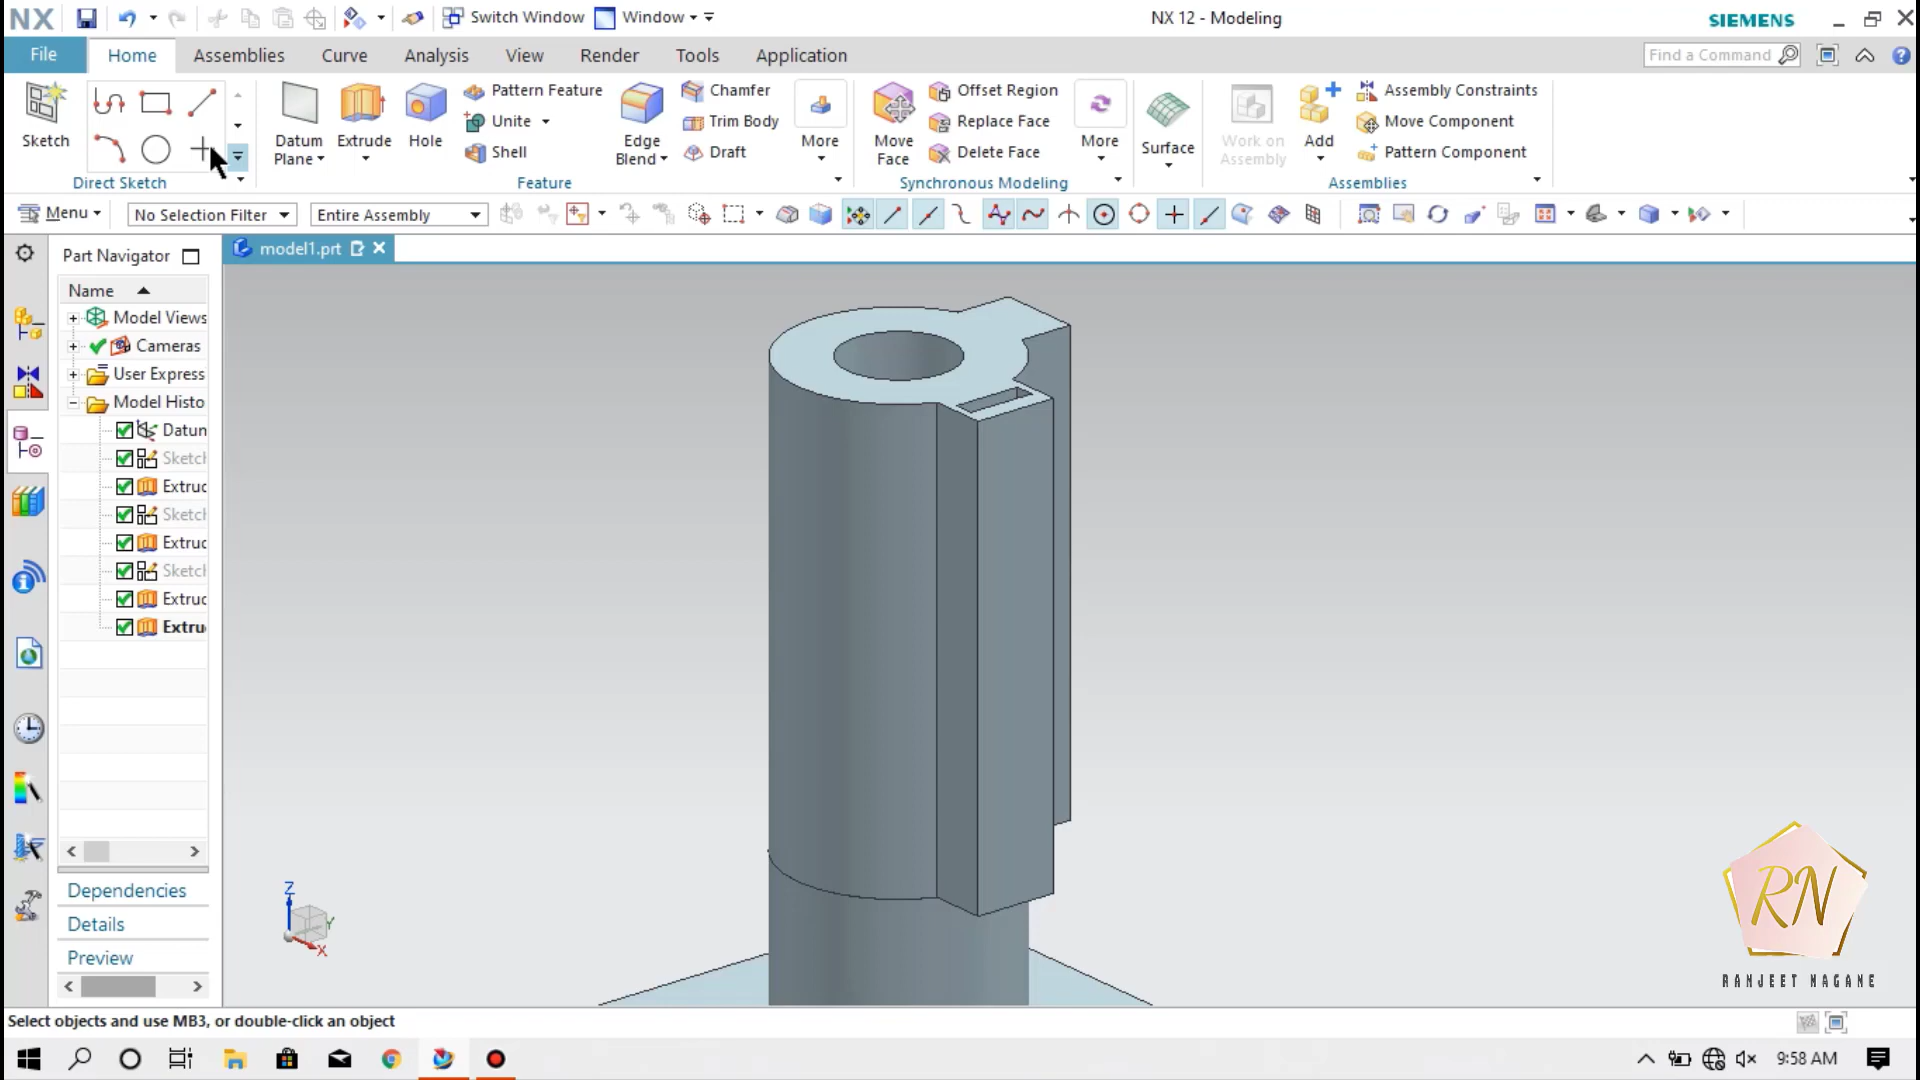 NX
Switch Window
Window
NX 12 - Modeling
SIEMENS
File
Home
Assemblies
Curve
Analysis
View
Render
Tools
Application
Find a Command
Sketch
Direct Sketch
Datum
Plane
Extrude
Hole
Pattern Feature
Unite
Shell
Edge
Blend
Chamfer
Trim Body
Draft
More
Feature
Move
Face
Offset Region
Replace Face
Delete Face
More
Synchronous Modeling
Surface
Work on
Assembly
Add
Assembly Constraints
Move Component
Pattern Component
Assemblies
Menu
No Selection Filter
Entire Assembly
Part Navigator
model1.prt
Name
Model Views
Cameras
User Express
Model Histo
Datun
Sketch
Extruc
Sketch
Extruc
Sketch
Extruc
Extru
Dependencies
Details
Preview
Z
Y
X
RN
RANJEET NAGANE
Select objects and use MB3, or double-click an object
9:58 AM